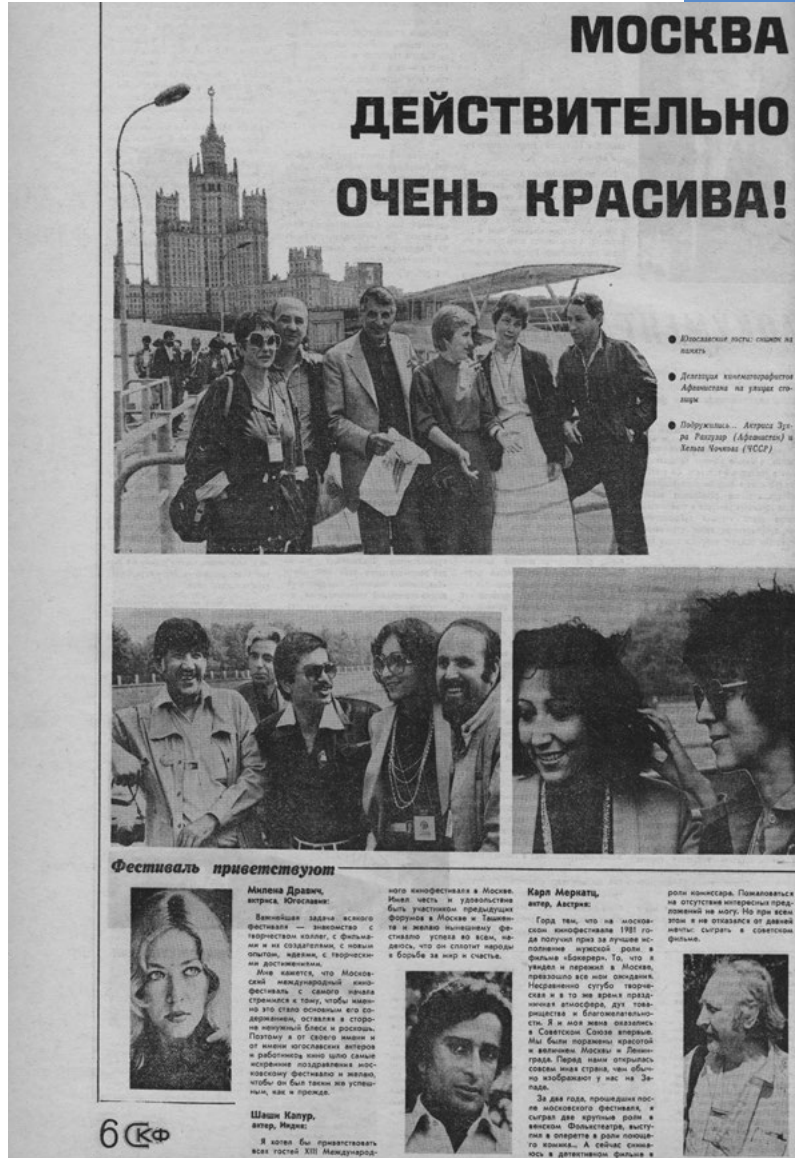 МОСКВА
ДЕЙСТВИТЕЛЬНО
ОЧЕНЬ КРАСИВА!
● Югославские гости: снимок на
память
● Делегация кинематографистов
Афганистана на улицах сто-
лицы
● Подружились... Актриса Зух-
ра Рахгузар (Афганистан) и
Хельга Чочкова (ЧССР)
Фестиваль приветствуют
Милена Дравич,
актриса, Югославия:
Важнейшая задача всякого
фестиваля — знакомство с
творчеством коллег, с фильма-
ми и их создателями, с новым
опытом, идеями, с творчески-
ми достижениями.
Мне кажется, что Москов-
ский международный кино-
фестиваль с самого начала
стремился к тому, чтобы имен-
но это стало основным его со-
держанием, оставляя в сторо-
не ненужный блеск и роскошь.
Поэтому я от своего имени и
от имени югославских актеров
и работников кино шлю самые
искренние поздравления мос-
ковскому фестивалю и желаю,
чтобы он был таким же успеш-
ным, как и прежде.
Шаши Капур,
актер, Индия:
Я хотел бы приветствовать
всех гостей XIII Международ-
ного кинофестиваля в Москве.
Имел честь и удовольствие
быть участником предыдущих
форумов в Москве и Ташкен-
те и желаю нынешнему фе-
стивалю успеха во всем, на-
деюсь, что он сплотит народы
в борьбе за мир и счастье.
Карл Меркатц,
актер, Австрия:
Горд тем, что на москов-
ском кинофестивале 1981 го-
да получил приз за лучшее ис-
полнение мужской роли в
фильме «Бокерер». То, что я
увидел и пережил в Москве,
превзошло все мои ожидания.
Несравненно сугубо творче-
ская и в то же время празд-
ничная атмосфера, дух това-
рищества и благожелательно-
сти. Я и моя жена оказались
в Советском Союзе впервые.
Мы были поражены красотой
и величием Москвы и Ленин-
града. Перед нами открылась
совсем иная страна, чем обыч-
но изображают у нас на За-
паде.
За два года, прошедших пос-
ле московского фестиваля, я
сыграл две крупные роли в
венском Фольксте​атре, высту-
пил в оперетте в роли поюще-
го комика... А сейчас снима-
юсь в детективном фильме в
роли комиссара. Пожаловаться
на отсутствие интересных пред-
ложений не могу. Но при всем
этом я не отказался от давней
мечты: сыграть в советском
фильме.
6 СКФ